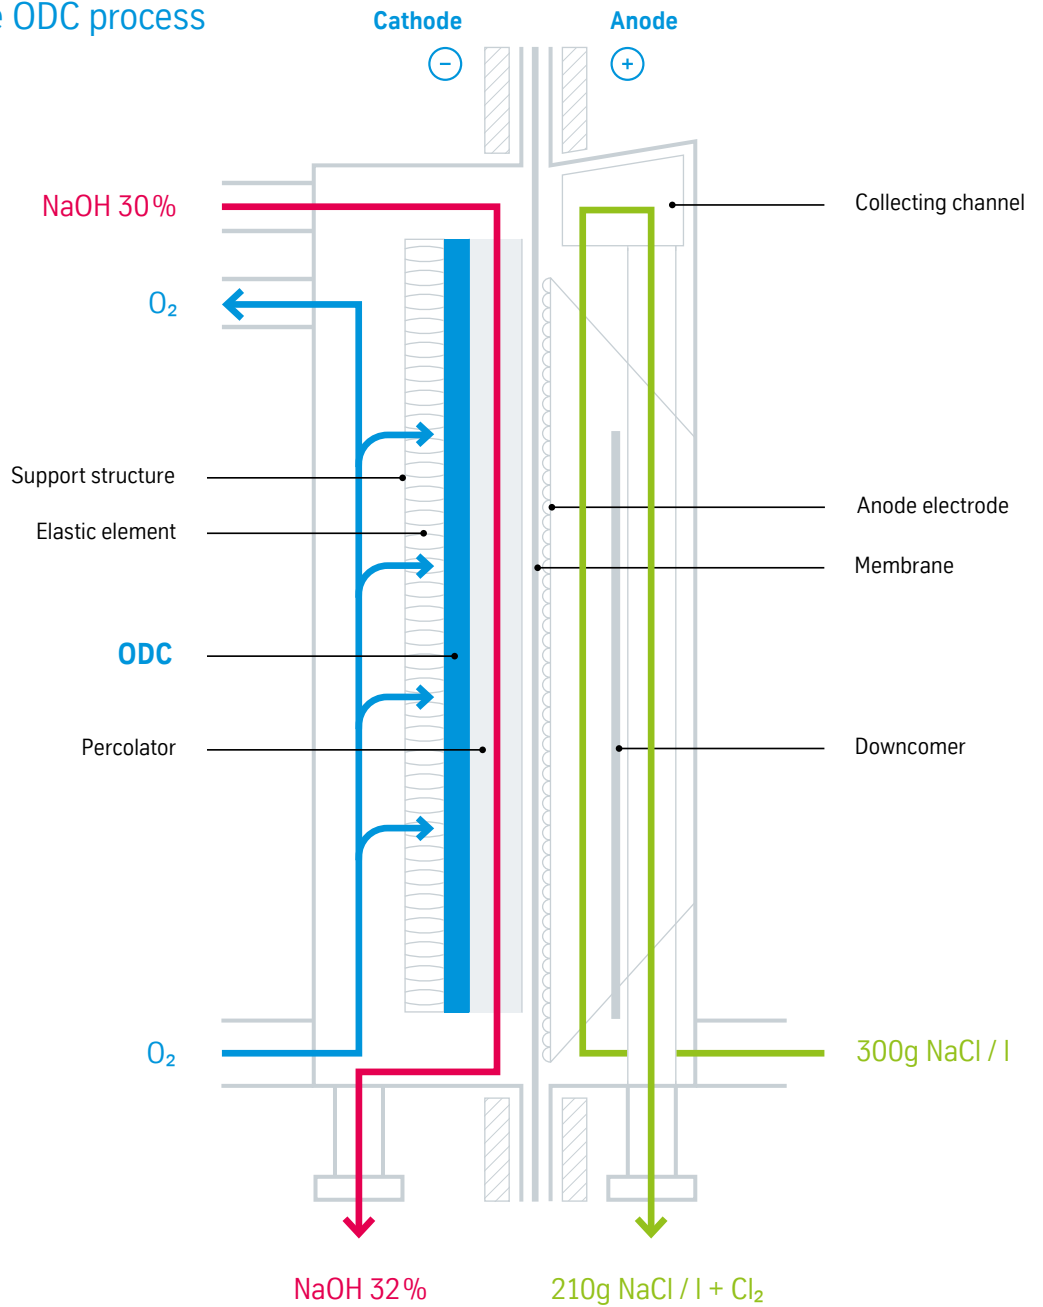 ODC process
Cathode
Anode
−
+
NaOH 30%
Collecting channel
O₂
Support structure
Anode electrode
Elastic element
Membrane
ODC
Percolator
Downcomer
O₂
300g NaCl / l
NaOH 32%
210g NaCl / l + Cl₂